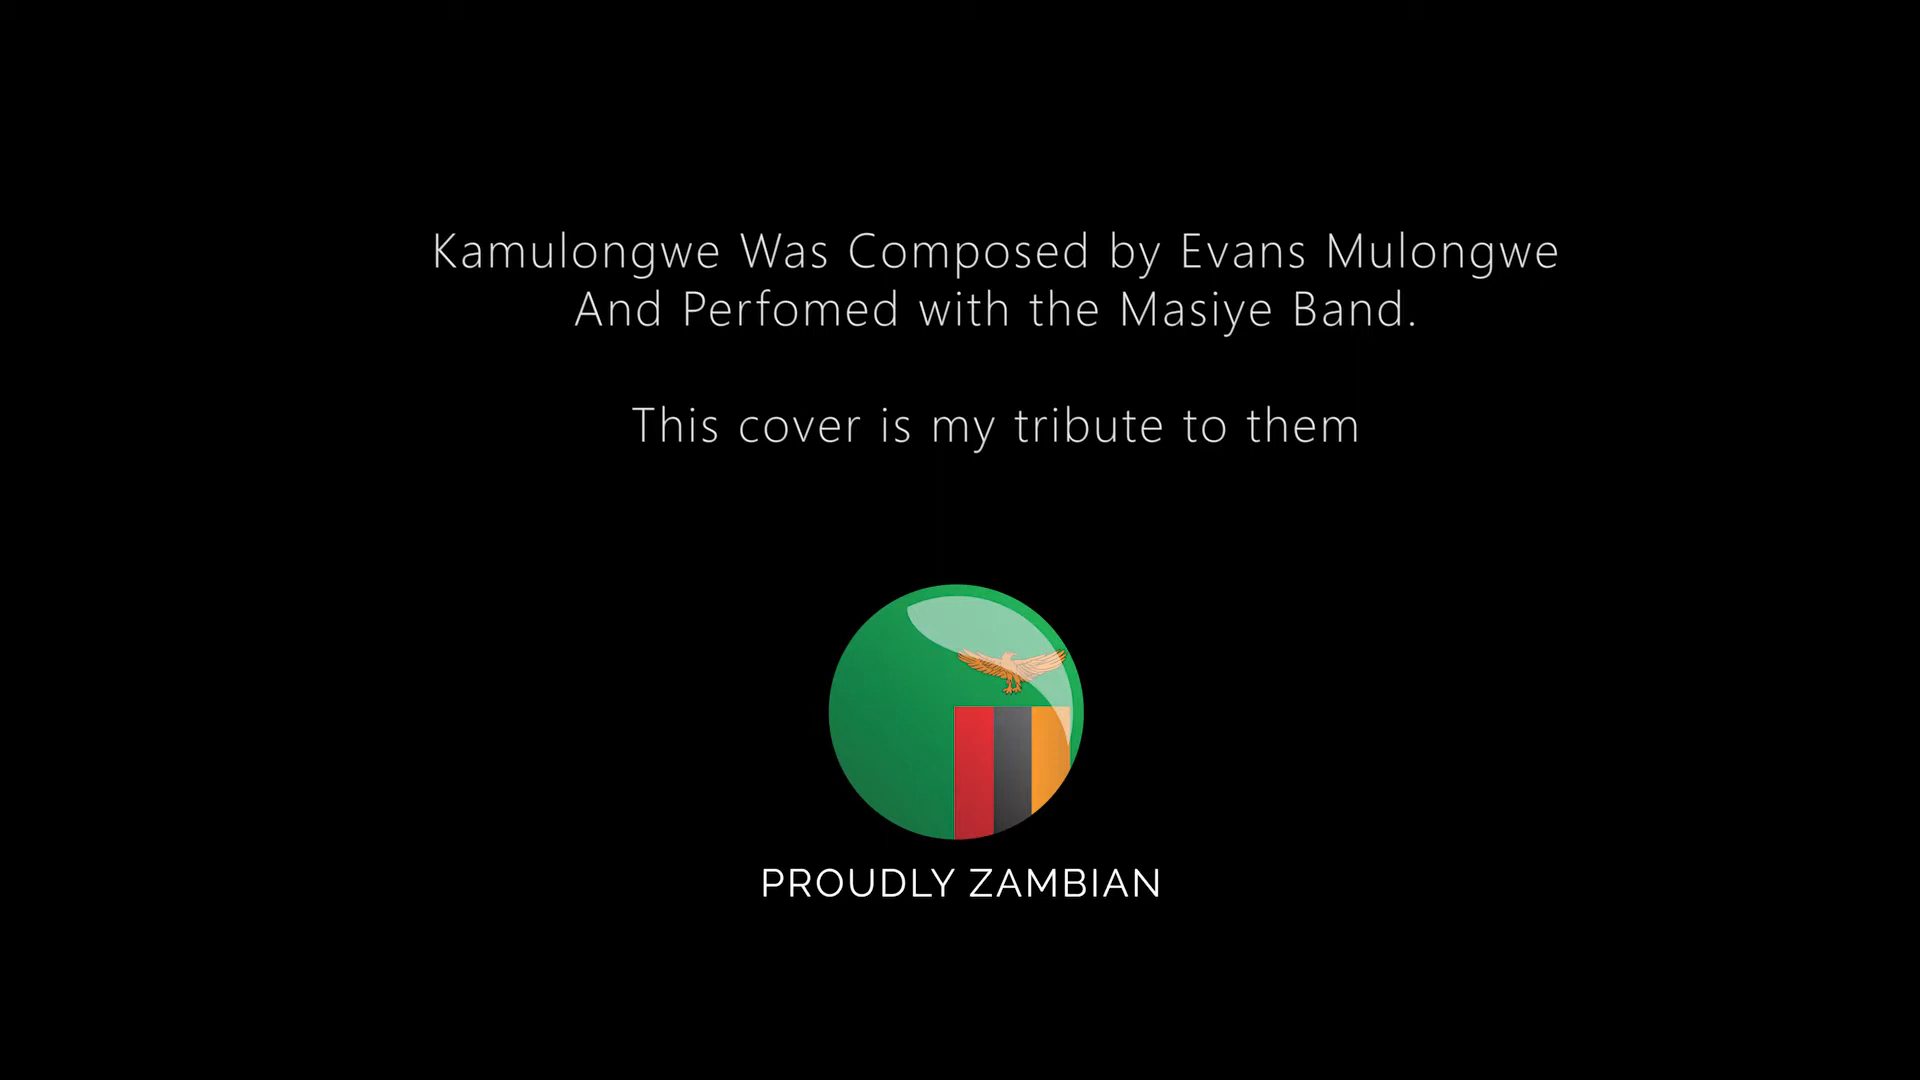 Kamulongwe Was Composed by Evans Mulongwe
And Perfomed with the Masiye Band.
This cover is my tribute to them
PROUDLY ZAMBIAN